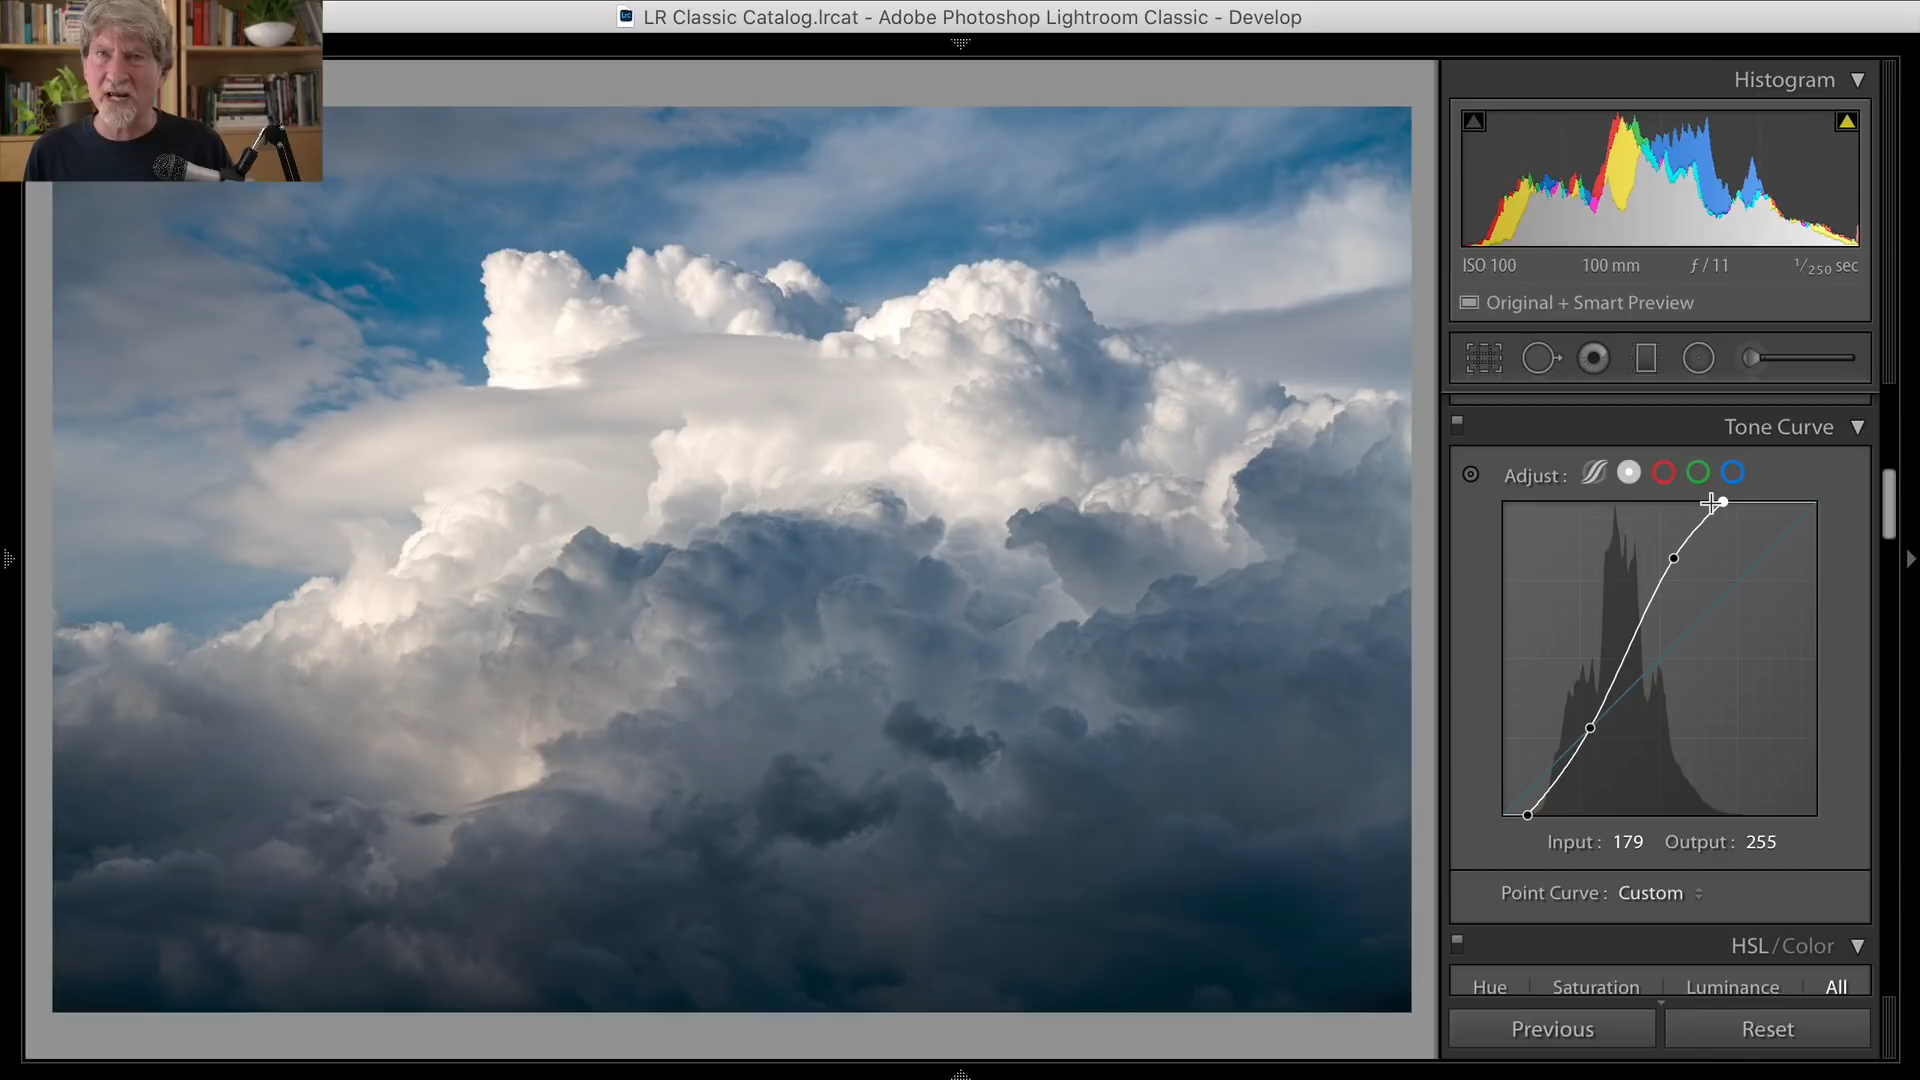 LR Classic Catalog.lrcat - Adobe Photoshop Lightroom Classic - Develop
Histogram
ISO 100 100 mm ƒ / 11 1/250 sec
Original + Smart Preview
Tone Curve
Adjust :
Input : 179 Output : 255
Point Curve : Custom
HSL / Color
Hue Saturation Luminance All
Previous Reset